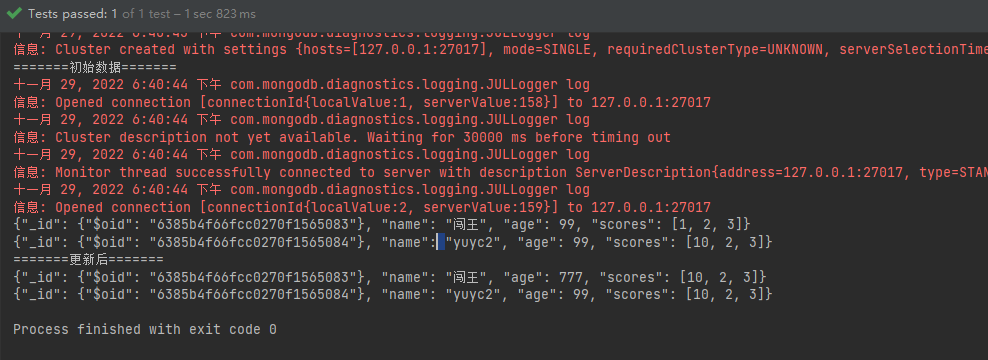 Tests passed: 1 of 1 test – 1 sec 823 ms
信息: Cluster created with settings {hosts=[127.0.0.1:27017], mode=SINGLE, requiredClusterType=UNKNOWN, serverSelectionTime
=======初始数据=======
十一月 29, 2022 6:40:44 下午 com.mongodb.diagnostics.logging.JULLogger log
信息: Opened connection [connectionId{localValue:1, serverValue:158}] to 127.0.0.1:27017
十一月 29, 2022 6:40:44 下午 com.mongodb.diagnostics.logging.JULLogger log
信息: Cluster description not yet available. Waiting for 30000 ms before timing out
十一月 29, 2022 6:40:44 下午 com.mongodb.diagnostics.logging.JULLogger log
信息: Monitor thread successfully connected to server with description ServerDescription{address=127.0.0.1:27017, type=STAN
十一月 29, 2022 6:40:44 下午 com.mongodb.diagnostics.logging.JULLogger log
信息: Opened connection [connectionId{localValue:2, serverValue:159}] to 127.0.0.1:27017
{"_id": {"$oid": "6385b4f66fcc0270f1565083"}, "name": "闯王", "age": 99, "scores": [1, 2, 3]}
{"_id": {"$oid": "6385b4f66fcc0270f1565084"}, "name": "yuyc2", "age": 99, "scores": [10, 2, 3]}
=======更新后=======
{"_id": {"$oid": "6385b4f66fcc0270f1565083"}, "name": "闯王", "age": 777, "scores": [10, 2, 3]}
{"_id": {"$oid": "6385b4f66fcc0270f1565084"}, "name": "yuyc2", "age": 99, "scores": [10, 2, 3]}
Process finished with exit code 0